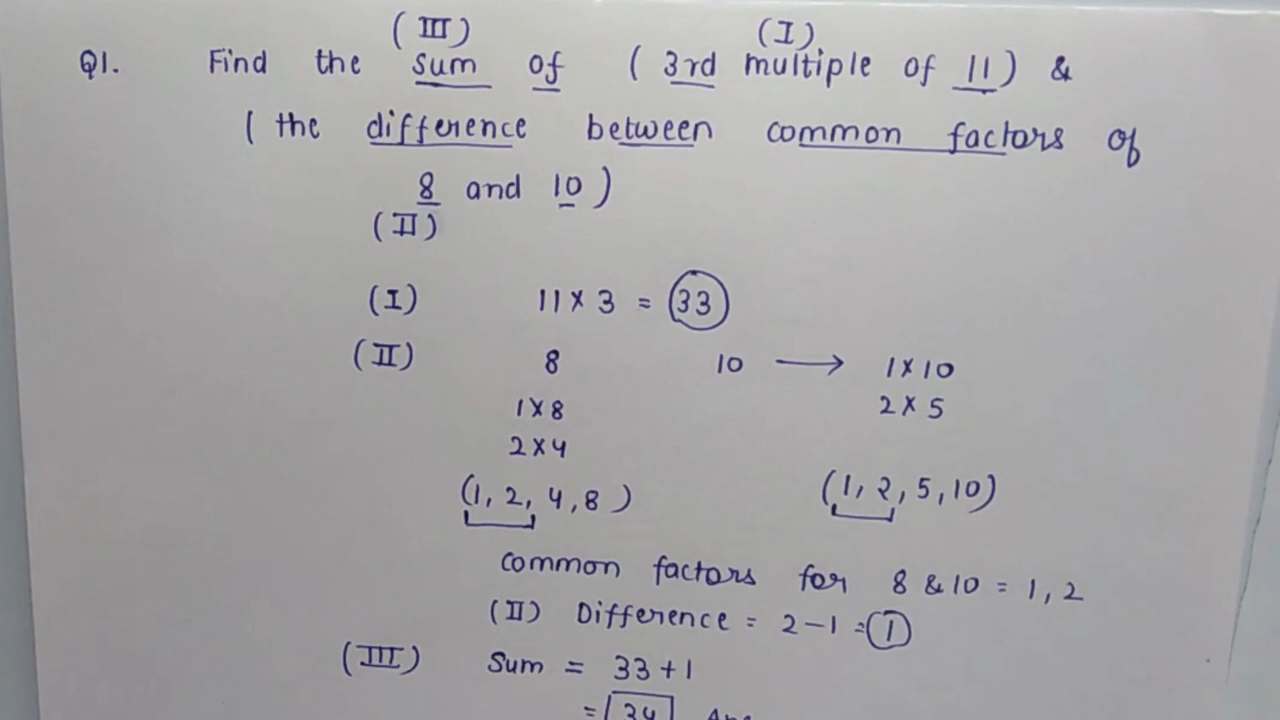 (III) (I)
Q1. Find the sum of ( 3rd multiple of 11 ) &
( the difference between common factors of
8 and 10 )
(II)
(I) 11 × 3 = 33
(II) 8 10 → 1 × 10
1 × 8 2 × 5
2 × 4
(1, 2, 4, 8 ) (1, 2, 5, 10)
common factors for 8 & 10 = 1, 2
(II) Difference = 2 – 1 = 1
(III) Sum = 33 + 1
= 34